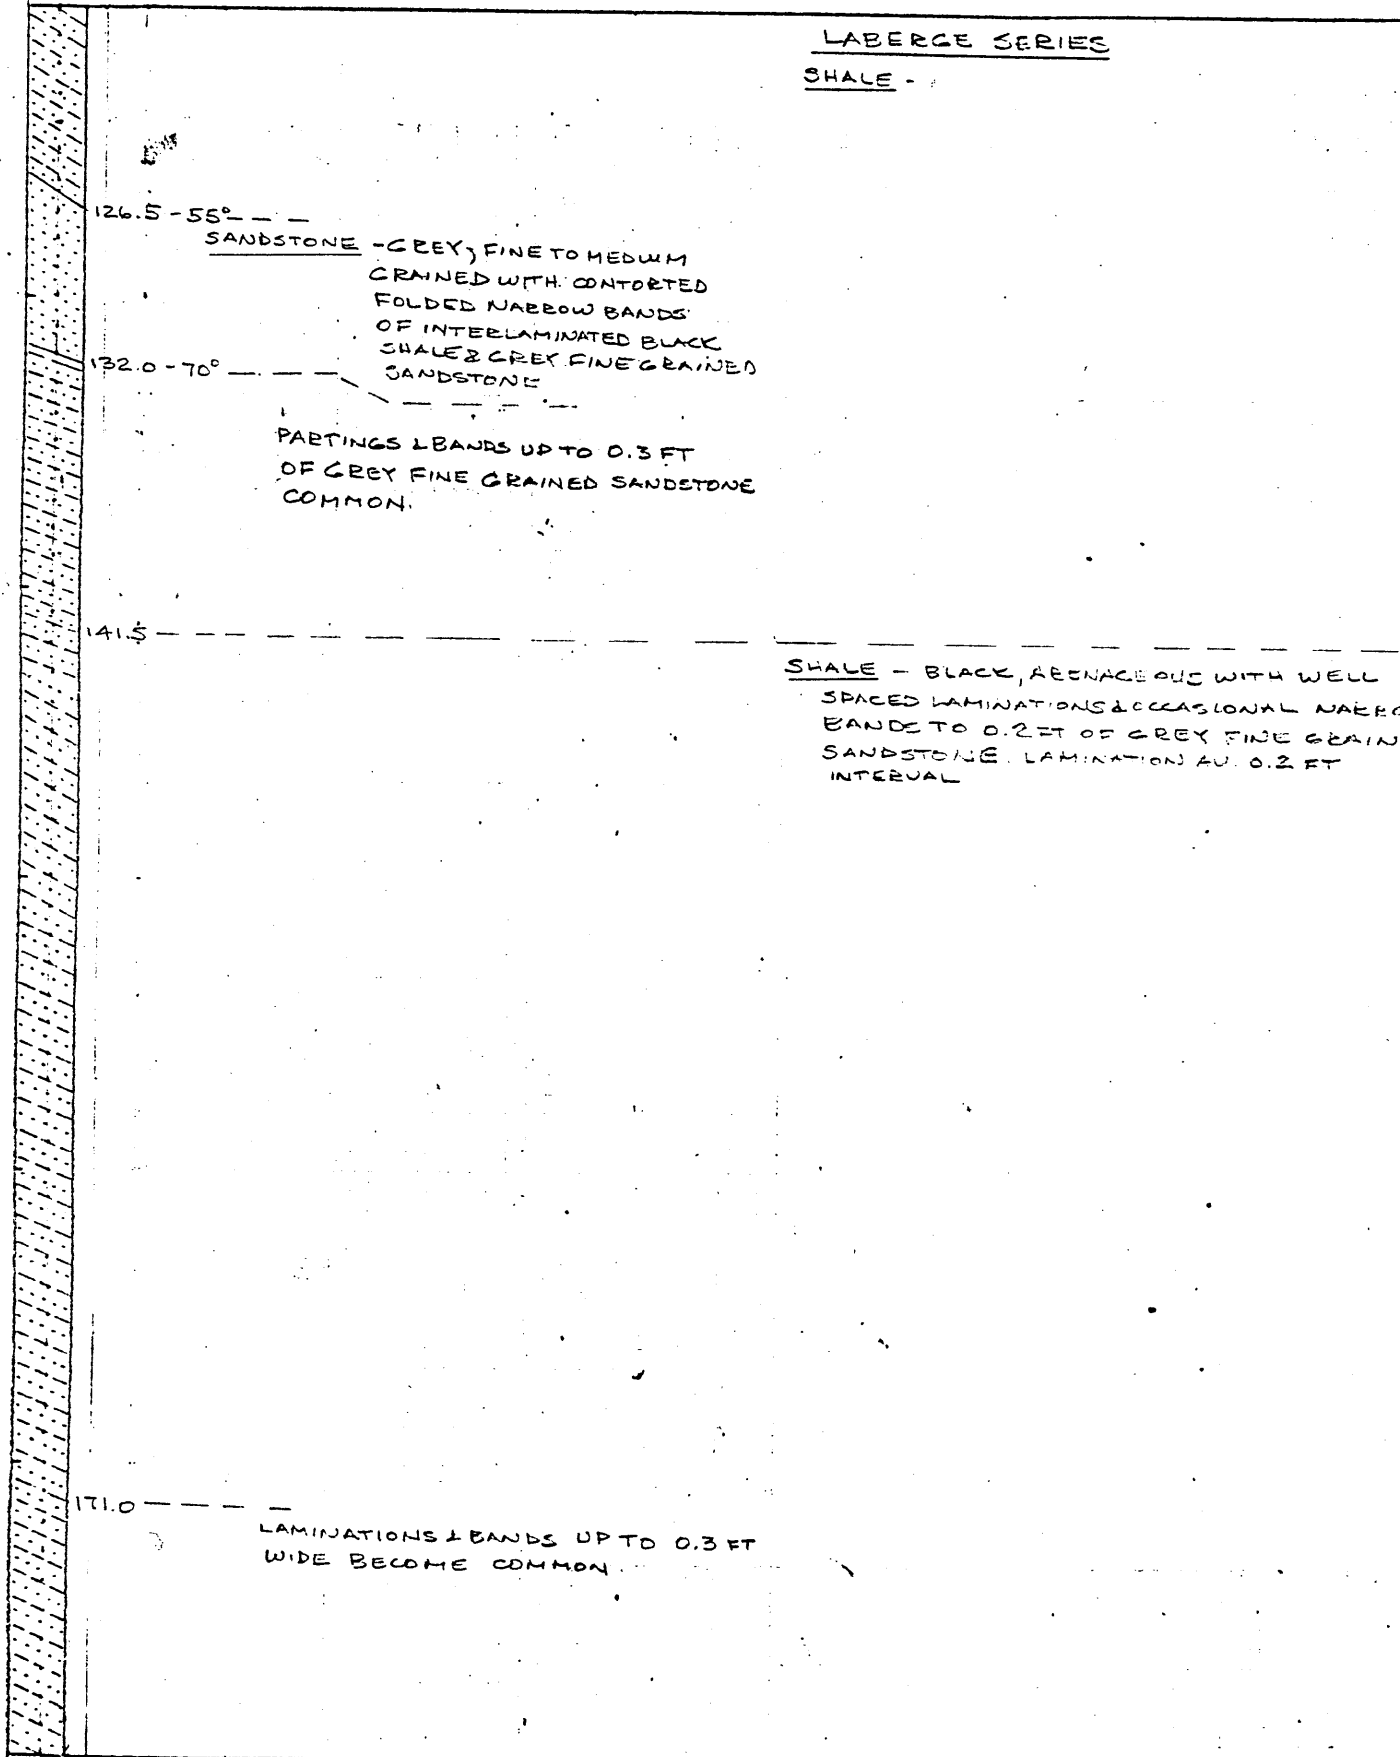 LABERGE SERIES
SHALE -
126.5 - 55°
SANDSTONE - GREY, FINE TO MEDIUM
GRAINED WITH CONTORTED
FOLDED NARROW BANDS
OF INTERLAMINATED BLACK
SHALE & GREY FINE GRAINED
SANDSTONE
132.0 - 70°
PARTINGS & BANDS UP TO 0.3 FT
OF GREY FINE GRAINED SANDSTONE
COMMON.
141.5
SHALE - BLACK, ARENACEOUS WITH WELL
SPACED LAMINATIONS & OCCASIONAL NARRO
BANDS TO 0.2 FT OF GREY FINE GRAIN
SANDSTONE. LAMINATION AV. 0.2 FT
INTERVAL
171.0
LAMINATIONS & BANDS UP TO 0.3 FT
WIDE BECOME COMMON.